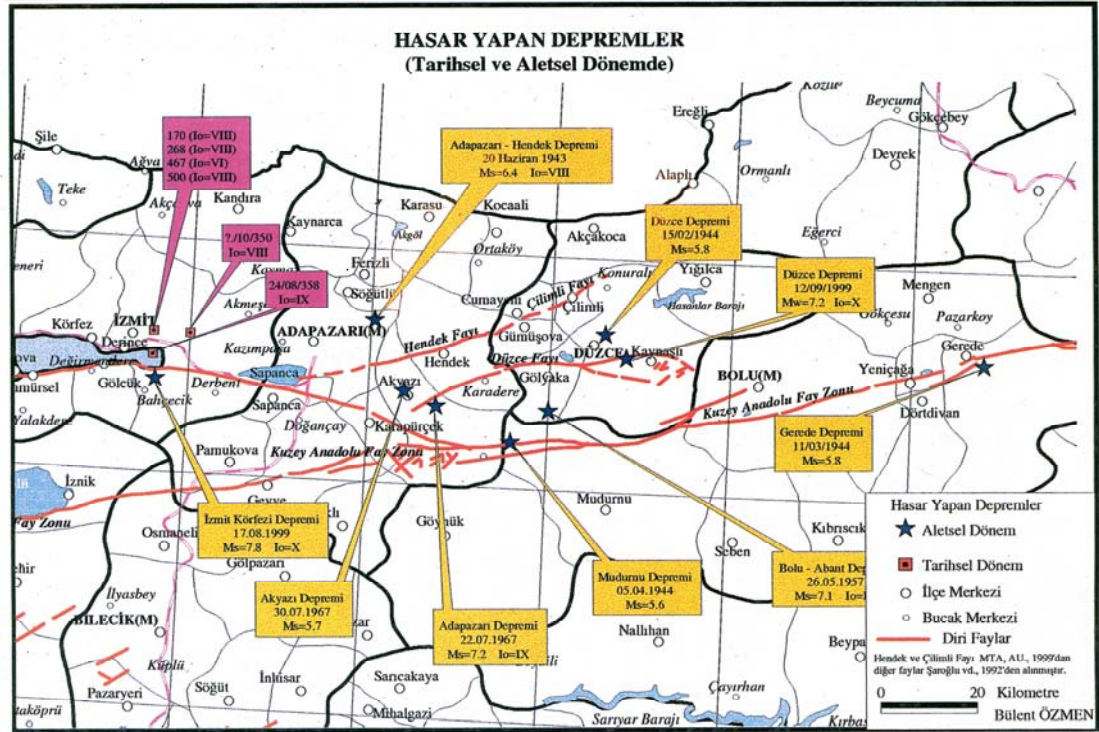 HASAR YAPAN DEPREMLER
(Tarihsel ve Aletsel Dönemde)
170 (Io=VIII)
268 (Io=VIII)
467 (Io=VI)
500 (Io=VIII)
?./10/350
Io=VIII
24/08/358
Io=IX
Adapazarı - Hendek Depremi
20 Haziran 1943
Ms=6.4 Io=VIII
Düzce Depremi
15/02/1944
Ms=5.8
Düzce Depremi
12/09/1999
Mw=7.2 Io=X
Gerede Depremi
11/03/1944
Ms=5.8
İzmit Körfezi Depremi
17.08.1999
Ms=7.8 Io=X
Akyazı Depremi
30.07.1967
Ms=5.7
Adapazarı Depremi
22.07.1967
Ms=7.2 Io=IX
Mudurnu Depremi
05.04.1944
Ms=5.6
Bolu - Abant Dep
26.05.1957
Ms=7.1 Io=I
Şile
Ağva
Teke
Kandıra
Kaynarca
Karasu
Kocaali
Akgöl
Ortaköy
Ereğli
Alaplı
Ormanlı
Beycuma
Gökçebey
Devrek
Eğerci
Akçakoca
Konuralp
Yığılca
Hasanlar Barajı
Mengen
Gökçesu
Pazarkoy
Gerede
Yeniçağa
Dörtdivan
Ferizli
Söğütlü
Cumayeri
Çilimli Fayı
Çilimli
Gümüşova
Hendek Fayı
Hendek
Düzce Fayı
DÜZCE
Kaynaşlı
Gölyaka
BOLU(M)
Kuzey Anadolu Fay Zonu
Körfez
İZMİT
Derince
Değirmendere
Gölcük
Bahçecik
Derbent
Akmeşe
Kazımpaşa
ADAPAZARI(M)
Sapanca
Sapanca
Doğançay
Akyazı
Karapürçek
Karadere
Kuzey Anadolu Fay Zonu
Pamukova
Geyve
İznik
Fay Zonu
Osmaneli
Gölpazarı
Göynük
Mudurnu
Seben
Kıbrıscık
İlyasbey
BİLECİK(M)
Küplü
Pazaryeri
Söğüt
İnhisar
Sarıcakaya
Mihalgazi
Nallıhan
Çayırhan
Sarıyar Barajı
Beypa
Kırbaş
Hasar Yapan Depremler
Aletsel Dönem
Tarihsel Dönem
İlçe Merkezi
Bucak Merkezi
Diri Faylar
Hendek ve Çilimli Fayı MTA, AU., 1999'dan
diğer faylar Şaroğlu vd., 1992'den alınmıştır.
0 20 Kilometre
Bülent ÖZMEN